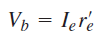 V_b = I_e r'_e